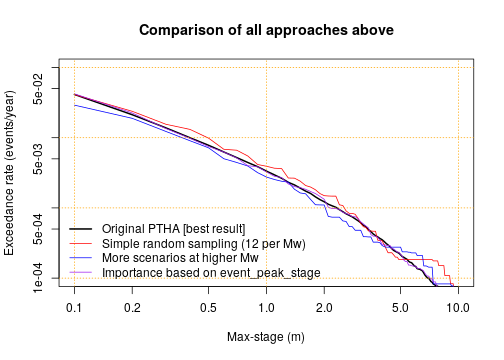 Comparison of all approaches above
Exceedance rate (events/year)
5e-02
5e-03
5e-04
1e-04
Original PTHA [best result]
Simple random sampling (12 per Mw)
More scenarios at higher Mw
Importance based on event_peak_stage
0.1 0.2 0.5 1.0 2.0 5.0 10.0
Max-stage (m)